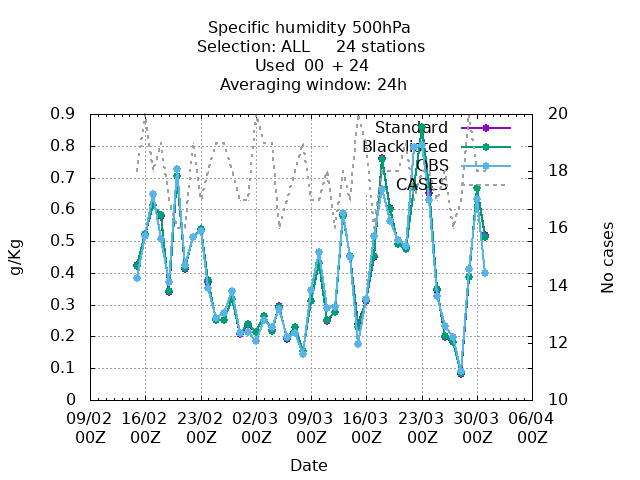 Specific humidity 500hPa
Selection: ALL     24 stations
Used  00  + 24
Averaging window: 24h
0.9
0.8
0.7
0.6
0.5
0.4
0.3
0.2
0.1
0
g/Kg
20
18
16
14
12
10
No cases
Standard
Blacklisted
OBS
CASES
09/02 16/02 23/02 02/03 09/03 16/03 23/03 30/03 06/04
00Z 00Z 00Z 00Z 00Z 00Z 00Z 00Z 00Z
Date